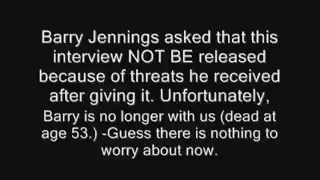 Barry Jennings asked that this
interview NOT BE released
because of threats he received
after giving it. Unfortunately,
Barry is no longer with us (dead at
age 53.) -Guess there is nothing to
worry about now.